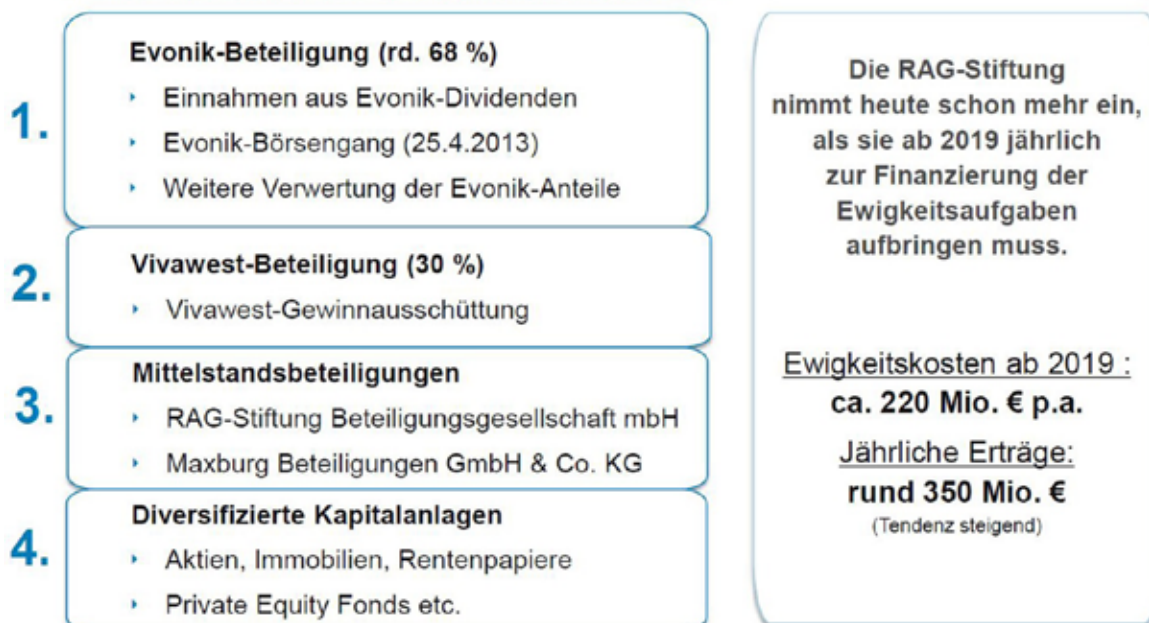 1.
Evonik-Beteiligung (rd. 68 %)
Einnahmen aus Evonik-Dividenden
Evonik-Börsengang (25.4.2013)
Weitere Verwertung der Evonik-Anteile
2.
Vivawest-Beteiligung (30 %)
Vivawest-Gewinnausschüttung
3.
Mittelstandsbeteiligungen
RAG-Stiftung Beteiligungsgesellschaft mbH
Maxburg Beteiligungen GmbH & Co. KG
4.
Diversifizierte Kapitalanlagen
Aktien, Immobilien, Rentenpapiere
Private Equity Fonds etc.
Die RAG-Stiftung
nimmt heute schon mehr ein,
als sie ab 2019 jährlich
zur Finanzierung der
Ewigkeitsaufgaben
aufbringen muss.
Ewigkeitskosten ab 2019 :
ca. 220 Mio. € p.a.
Jährliche Erträge:
rund 350 Mio. €
(Tendenz steigend)